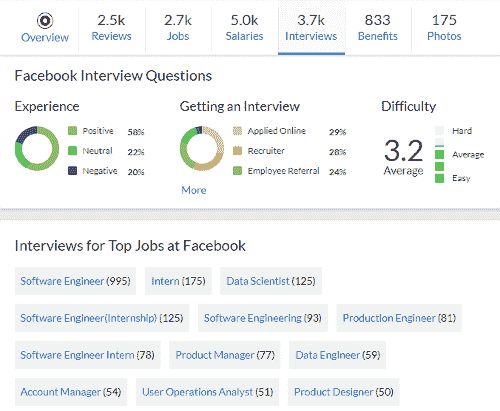 2.5k 2.7k 5.0k 3.7k 833 175
Overview Reviews Jobs Salaries Interviews Benefits Photos
Facebook Interview Questions
Experience Getting an Interview Difficulty
Positive 58% Applied Online 29% Hard
Neutral 22% Recruiter 28% 3.2 Average
Negative 20% Employee Referral 24% Average Easy
More
Interviews for Top Jobs at Facebook
Software Engineer (995) Intern (175) Data Scientist (125)
Software Engineer(Internship) (125) Software Engineering (93) Production Engineer (81)
Software Engineer Intern (78) Product Manager (77) Data Engineer (59)
Account Manager (54) User Operations Analyst (51) Product Designer (50)